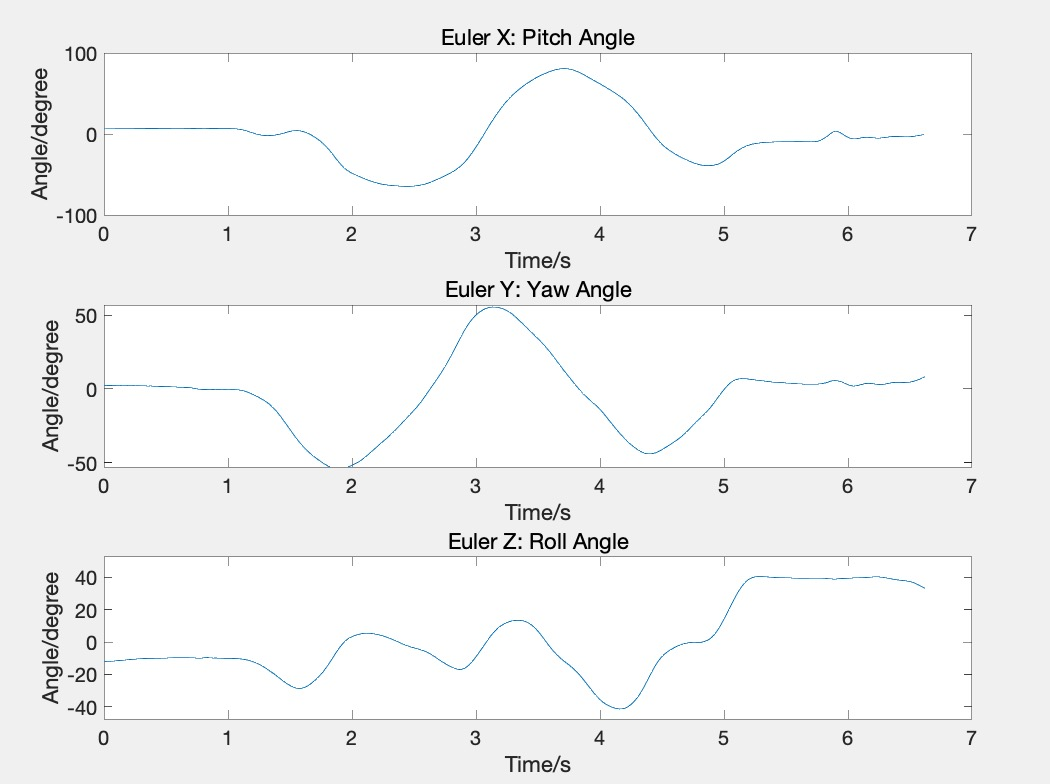 Euler X: Pitch Angle
100
0
-100
Angle/degree
0 1 2 3 4 5 6 7
Time/s
Euler Y: Yaw Angle
50
0
-50
Angle/degree
0 1 2 3 4 5 6 7
Time/s
Euler Z: Roll Angle
40
20
0
-20
-40
Angle/degree
0 1 2 3 4 5 6 7
Time/s